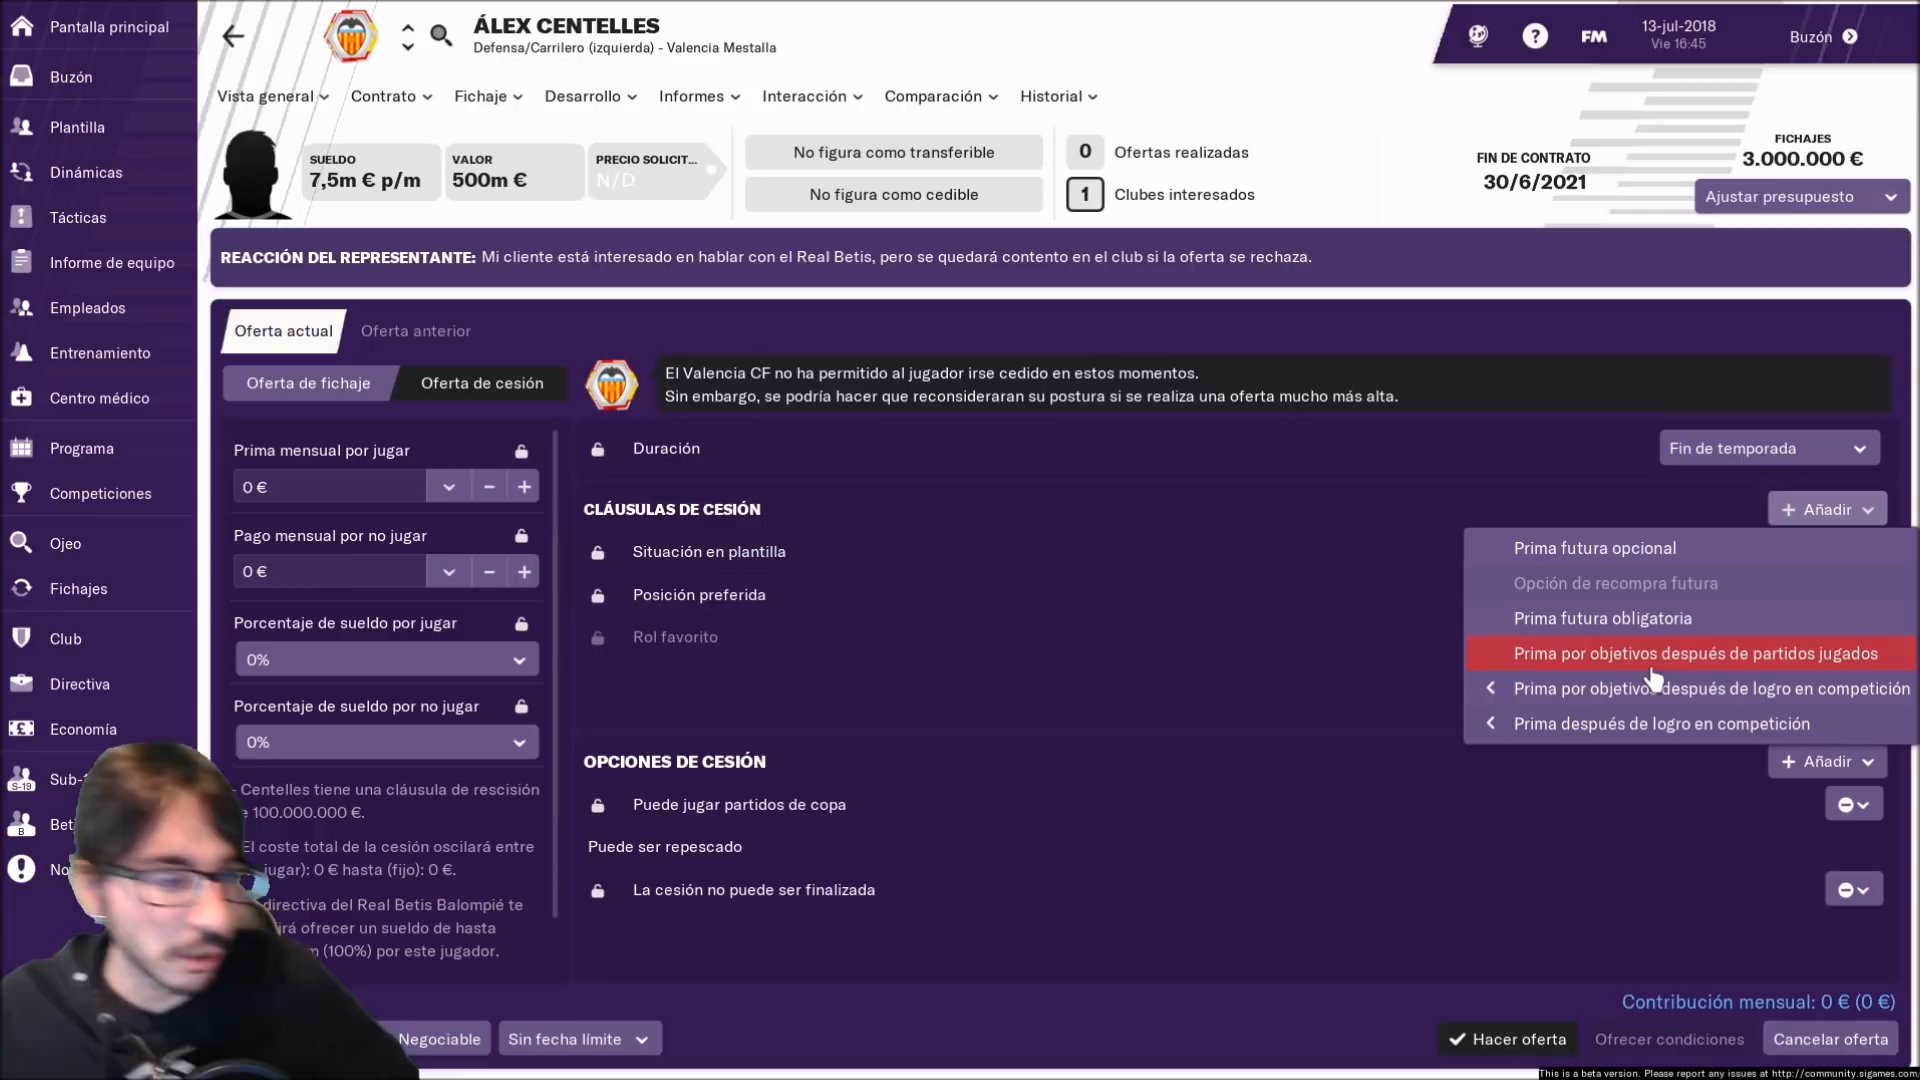 Pantalla principal
Buzón
Plantilla
Dinámicas
Tácticas
Informe de equipo
Empleados
Entrenamiento
Centro médico
Programa
Competiciones
Ojeo
Fichajes
Club
Directiva
Economía
S-19
Sub-
B
Beti
No
ÁLEX CENTELLES
Defensa/Carrilero (izquierda) - Valencia Mestalla
FM
13-jul-2018
Vie 16:45
Buzón
Vista general
Contrato
Fichaje
Desarrollo
Informes
Interacción
Comparación
Historial
SUELDO
7,5m € p/m
VALOR
500m €
PRECIO SOLICIT...
N/D
No figura como transferible
No figura como cedible
0 Ofertas realizadas
1 Clubes interesados
FIN DE CONTRATO
30/6/2021
FICHAJES
3.000.000 €
Ajustar presupuesto
REACCIÓN DEL REPRESENTANTE: Mi cliente está interesado en hablar con el Real Betis, pero se quedará contento en el club si la oferta se rechaza.
Oferta actual
Oferta anterior
Oferta de fichaje
Oferta de cesión
El Valencia CF no ha permitido al jugador irse cedido en estos momentos.
Sin embargo, se podría hacer que reconsideraran su postura si se realiza una oferta mucho más alta.
Prima mensual por jugar
0 €
Pago mensual por no jugar
0 €
Porcentaje de sueldo por jugar
0%
Porcentaje de sueldo por no jugar
0%
- Centelles tiene una cláusula de rescisión
100.000.000 €.
El coste total de la cesión oscilará entre
jugar): 0 € hasta (fijo): 0 €.
directiva del Real Betis Balompié te
ofrecer un sueldo de hasta
(100%) por este jugador.
Duración
Fin de temporada
CLÁUSULAS DE CESIÓN
+ Añadir
Situación en plantilla
Posición preferida
Rol favorito
Prima futura opcional
Opción de recompra futura
Prima futura obligatoria
Prima por objetivos después de partidos jugados
Prima por objetivos después de logro en competición
Prima después de logro en competición
OPCIONES DE CESIÓN
+ Añadir
Puede jugar partidos de copa
Puede ser repescado
La cesión no puede ser finalizada
Contribución mensual: 0 € (0 €)
Negociable
Sin fecha límite
Hacer oferta
Ofrecer condiciones
Cancelar oferta
This is a beta version. Please report any issues at http://community.sigames.com